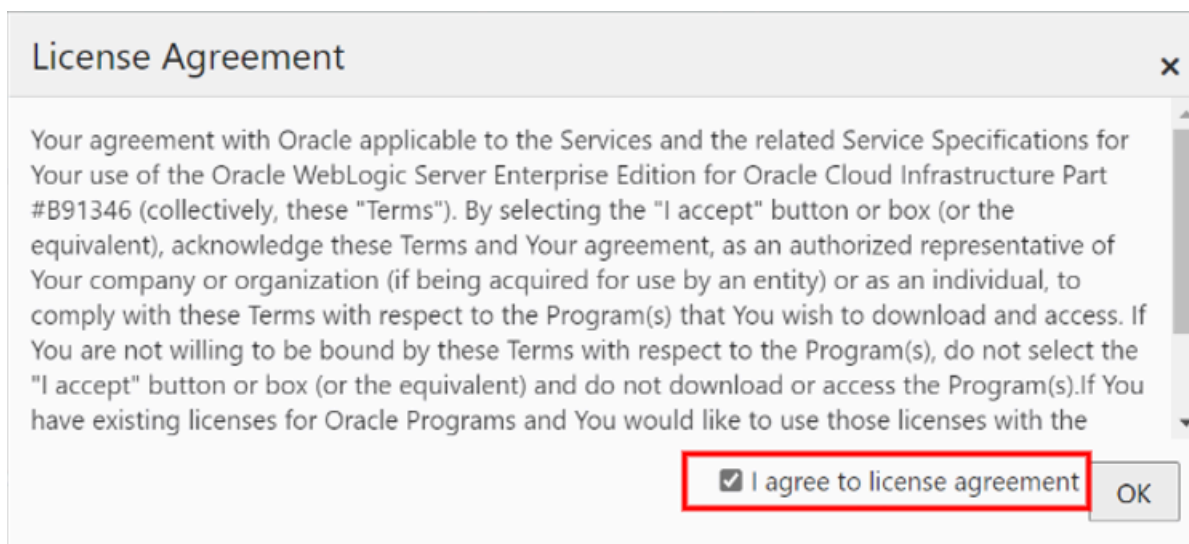 License Agreement
Your agreement with Oracle applicable to the Services and the related Service Specifications for
Your use of the Oracle WebLogic Server Enterprise Edition for Oracle Cloud Infrastructure Part
#B91346 (collectively, these "Terms"). By selecting the "I accept" button or box (or the
equivalent), acknowledge these Terms and Your agreement, as an authorized representative of
Your company or organization (if being acquired for use by an entity) or as an individual, to
comply with these Terms with respect to the Program(s) that You wish to download and access. If
You are not willing to be bound by these Terms with respect to the Program(s), do not select the
"I accept" button or box (or the equivalent) and do not download or access the Program(s).If You
have existing licenses for Oracle Programs and You would like to use those licenses with the
I agree to license agreement
OK